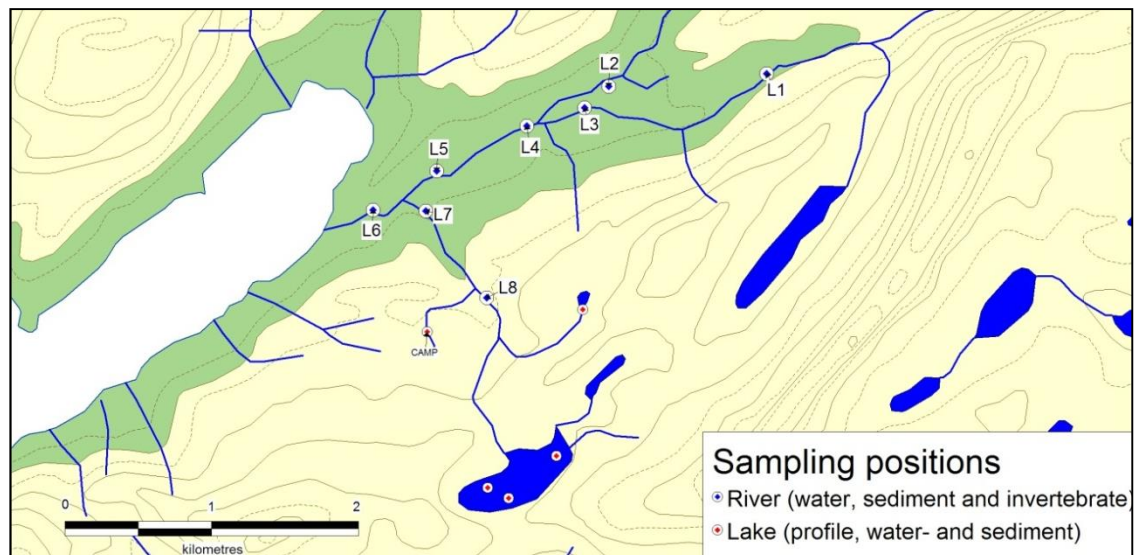 L2
L1
L3
L4
L5
L7
L6
L8
CAMP
Sampling positions
River (water, sediment and invertebrate)
Lake (profile, water- and sediment)
0 1 2
kilometres